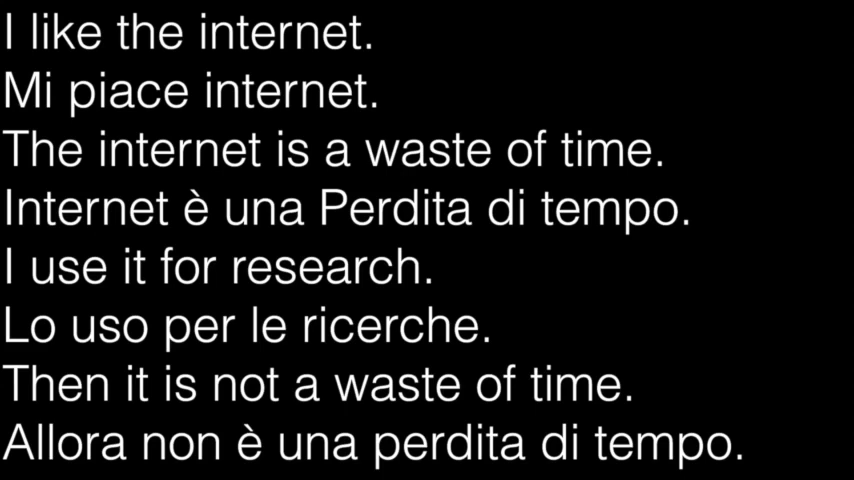 I like the internet.
Mi piace internet.
The internet is a waste of time.
Internet è una Perdita di tempo.
I use it for research.
Lo uso per le ricerche.
Then it is not a waste of time.
Allora non è una perdita di tempo.